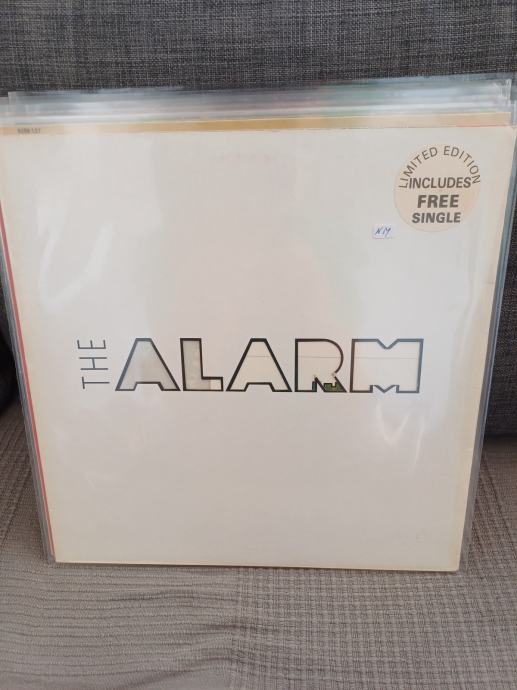 LIMITED EDITION
INCLUDES
FREE
SINGLE
THE ALARM